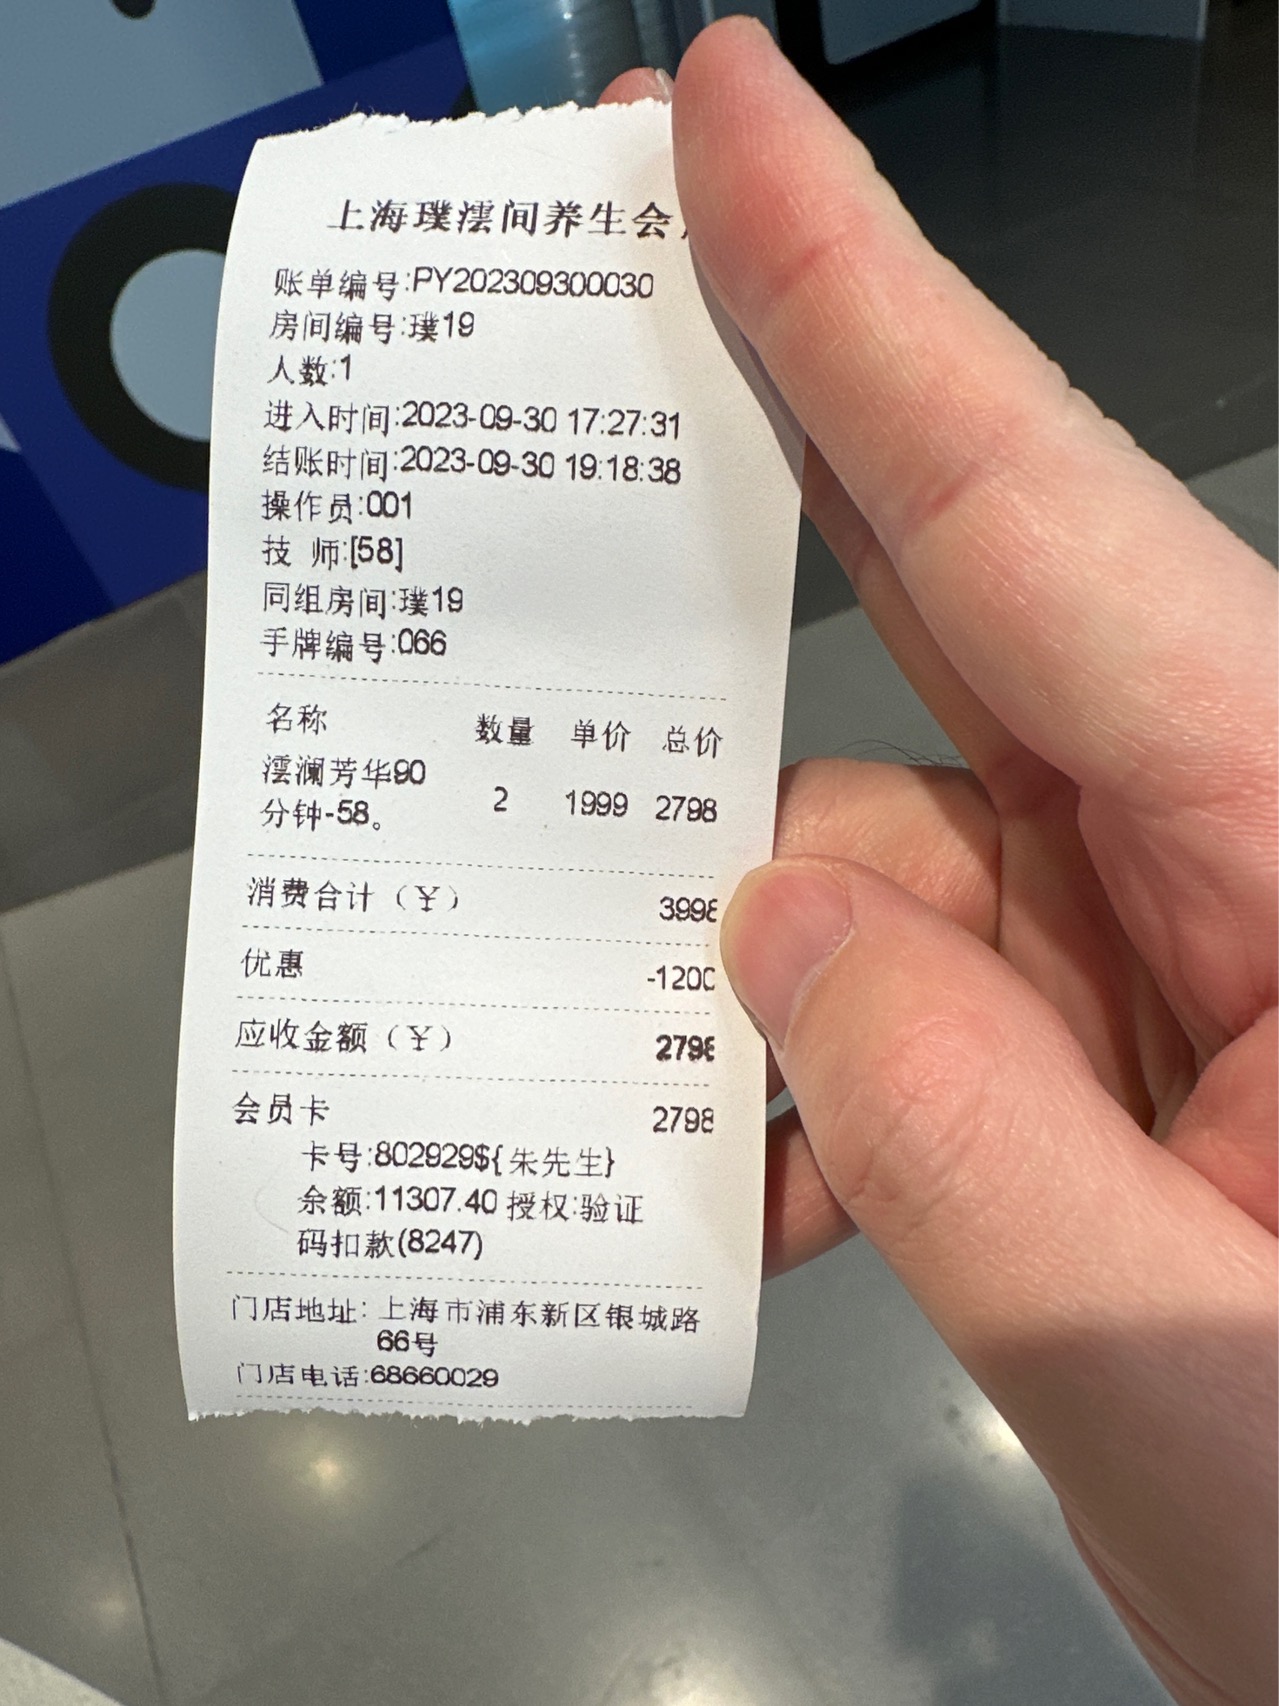 上海璞澐间养生会
账单编号:PY202309300030
房间编号:璞19
人数:1
进入时间:2023-09-30 17:27:31
结账时间:2023-09-30 19:18:38
操作员:001
技 师:[58]
同组房间:璞19
手牌编号:066
名称 数量 单价 总价
澐澜芳华90
分钟-58。 2 1999 2798
消费合计（¥） 3998
优惠 -1200
应收金额（¥） 2798
会员卡 2798
卡号:802929${朱先生}
余额:11307.40 授权:验证
码扣款(8247)
门店地址: 上海市浦东新区银城路
66号
门店电话:68660029